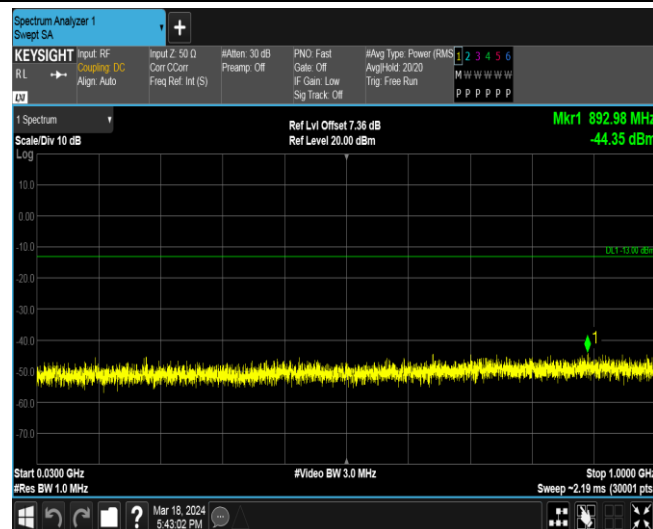 Spectrum Analyzer 1
Swept SA
+
KEYSIGHT
RL
LXI
Input: RF
Coupling: DC
Align: Auto
Input Z: 50 Ω
Corr CCorr
Freq Ref: Int (S)
#Atten: 30 dB
Preamp: Off
PNO: Fast
Gate: Off
IF Gain: Low
Sig Track: Off
#Avg Type: Power (RMS
Avg|Hold: 20/20
Trig: Free Run
1 2 3 4 5 6
M W W W W W
P P P P P P
1 Spectrum
Scale/Div 10 dB
Ref Lvl Offset 7.36 dB
Ref Level 20.00 dBm
Mkr1 892.98 MHz
-44.35 dBm
Log
10.0
0.00
-10.0
DL1 -13.00 dBm
-20.0
-30.0
-40.0
1
-50.0
-60.0
-70.0
Start 0.0300 GHz
#Video BW 3.0 MHz
Stop 1.0000 GHz
#Res BW 1.0 MHz
Sweep ~2.19 ms (30001 pts
?
Mar 18, 2024
5:43:02 PM